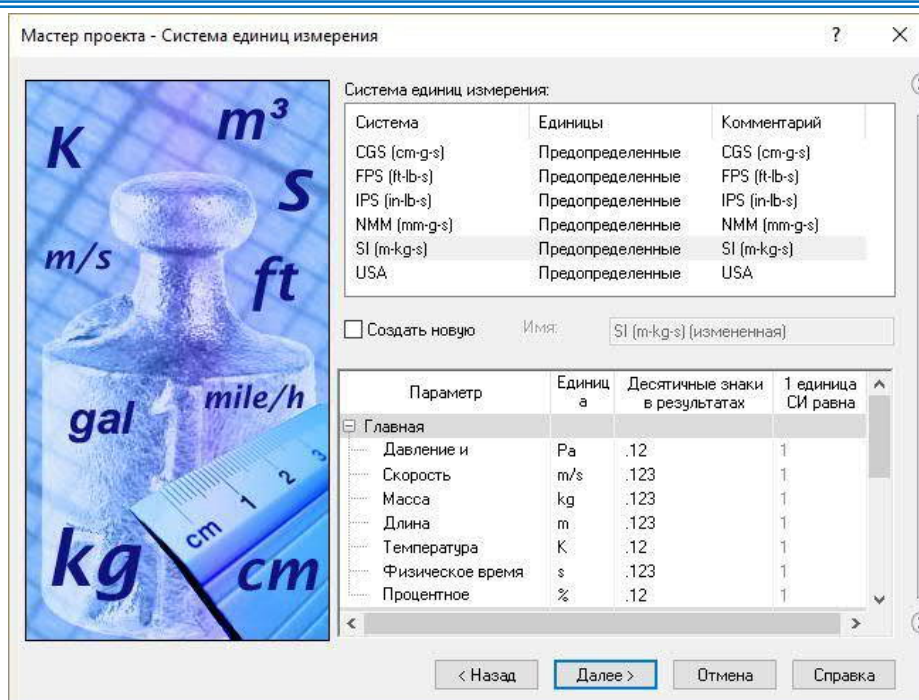 Мастер проекта - Система единиц измерения ? ×
K m³ S m/s ft gal mile/h kg cm
cm 1 2 3
Система единиц измерения:
Система Единицы Комментарий
CGS (cm-g-s) Предопределенные CGS (cm-g-s)
FPS (ft-lb-s) Предопределенные FPS (ft-lb-s)
IPS (in-lb-s) Предопределенные IPS (in-lb-s)
NMM (mm-g-s) Предопределенные NMM (mm-g-s)
SI (m-kg-s) Предопределенные SI (m-kg-s)
USA Предопределенные USA
Создать новую Имя: SI (m-kg-s) (измененная)
Параметр Единиц Десятичные знаки 1 единица
а в результатах СИ равна
Главная
Давление и Pa .12 1
Скорость m/s .123 1
Масса kg .123 1
Длина m .123 1
Температура K .12 1
Физическое время s .123 1
Процентное % .12 1
< Назад Далее > Отмена Справка